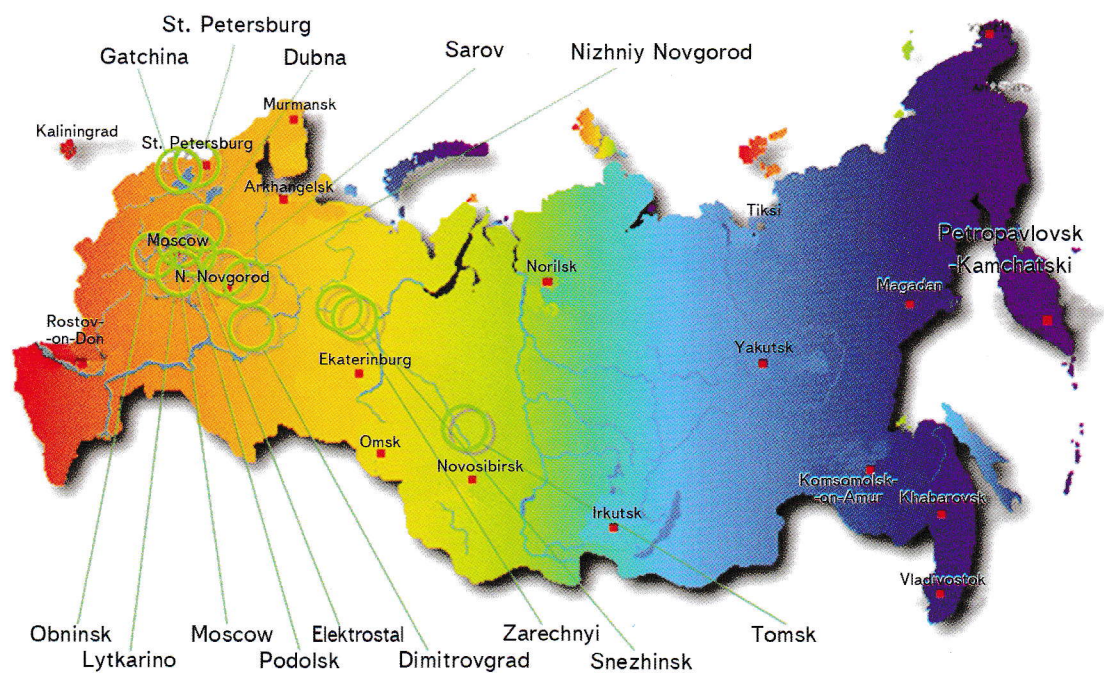 St. Petersburg
Gatchina
Dubna
Sarov
Nizhniy Novgorod
Murmansk
Kaliningrad
St. Petersburg
Arkhangelsk
Tiksi
Moscow
Petropavlovsk
-Kamchatski
N. Novgorod
Norilsk
Magadan
Rostov-
-on-Don
Yakutsk
Ekaterinburg
Omsk
Novosibirsk
Komsomolsk-
-on-Amur
Khabarovsk
Irkutsk
Vladivostok
Obninsk
Moscow
Elektrostal
Zarechnyi
Tomsk
Lytkarino
Podolsk
Dimitrovgrad
Snezhinsk